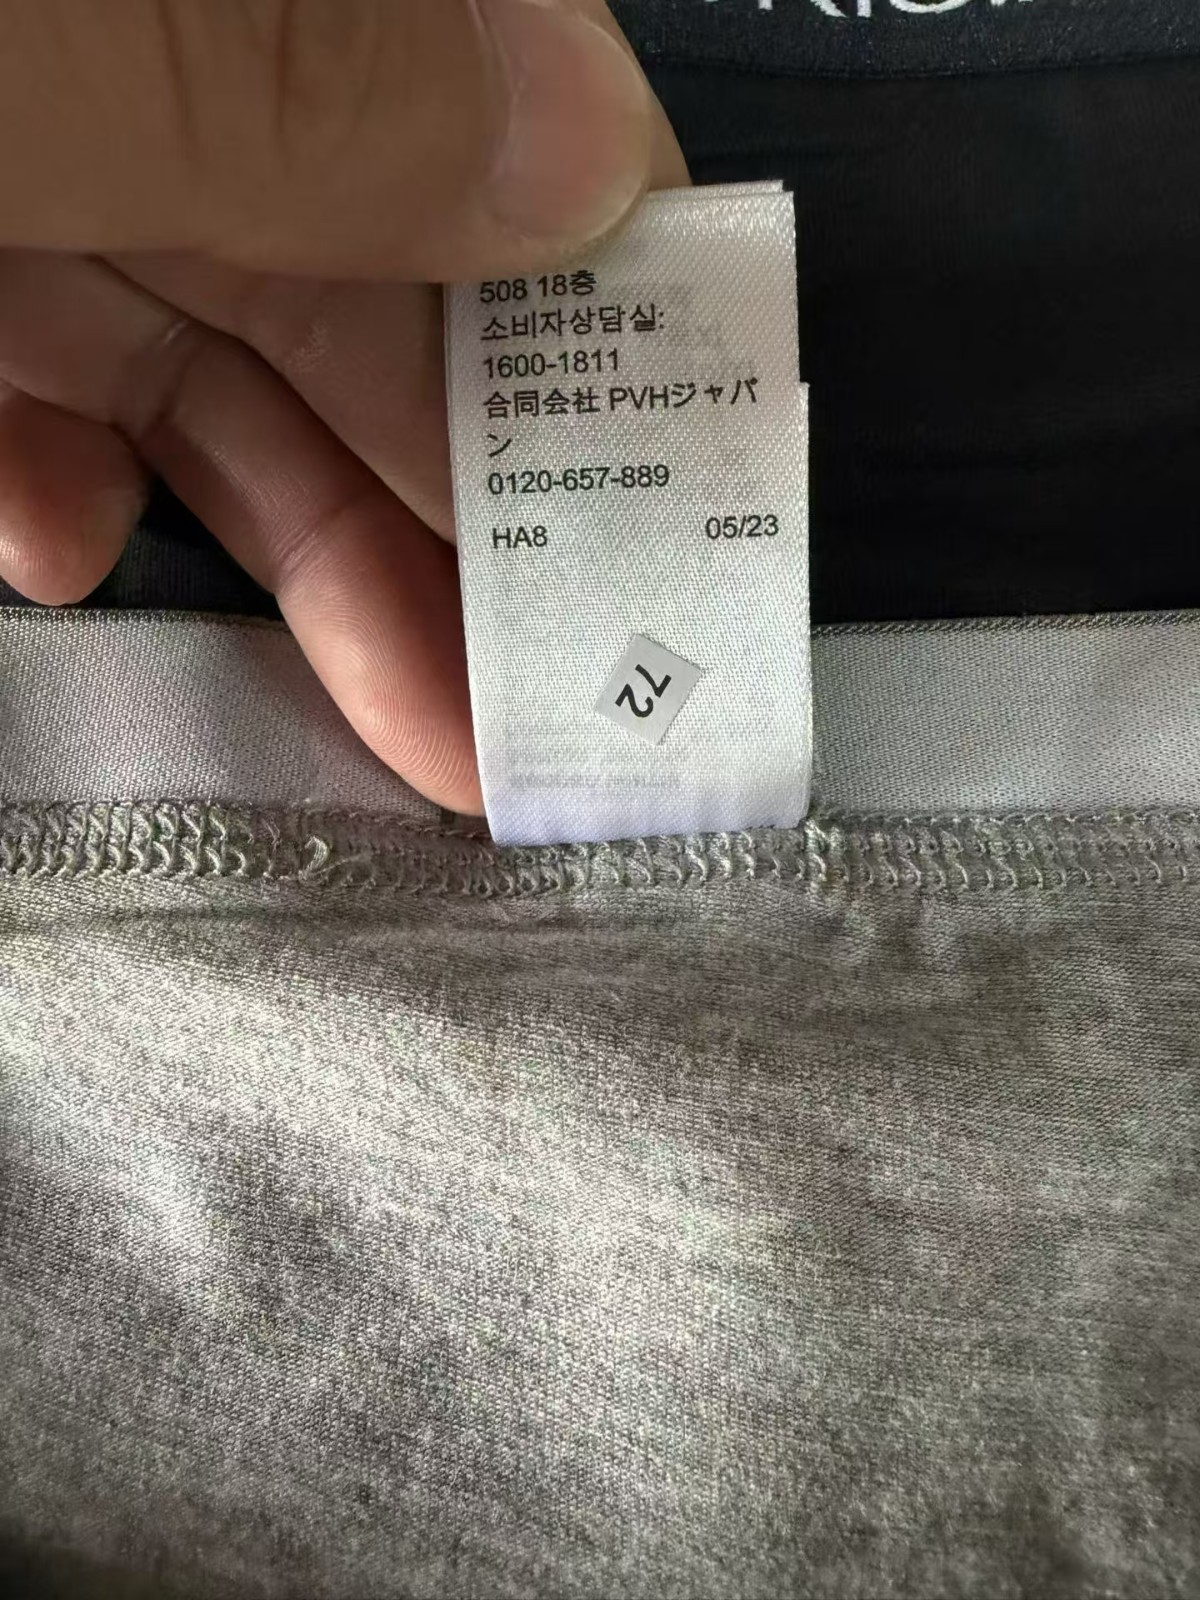 508 18층
소비자상담실:
1600-1811
合同会社 PVHジャパ
ン
0120-657-889
HA8 05/23
72